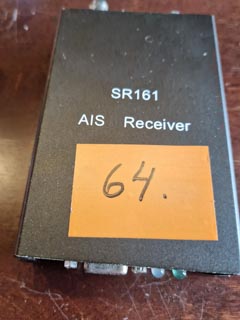 SR161
AIS Receiver
64.